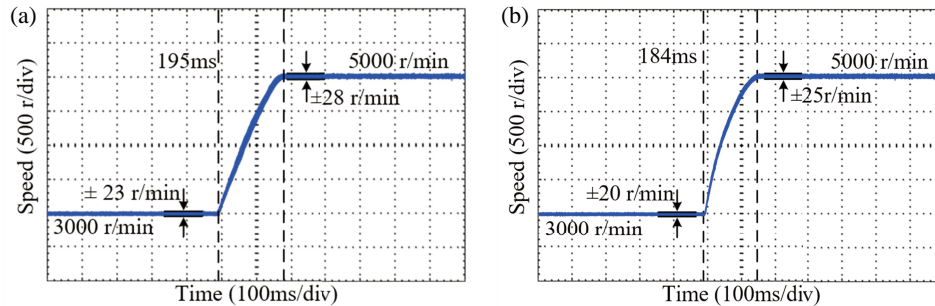 (a)
195ms
5000 r/min
±28 r/min
± 23 r/min
3000 r/min
Speed (500 r/div)
Time (100ms/div)
(b)
184ms
5000 r/min
±25r/min
±20 r/min
3000 r/min
Speed (500 r/div)
Time (100ms/div)